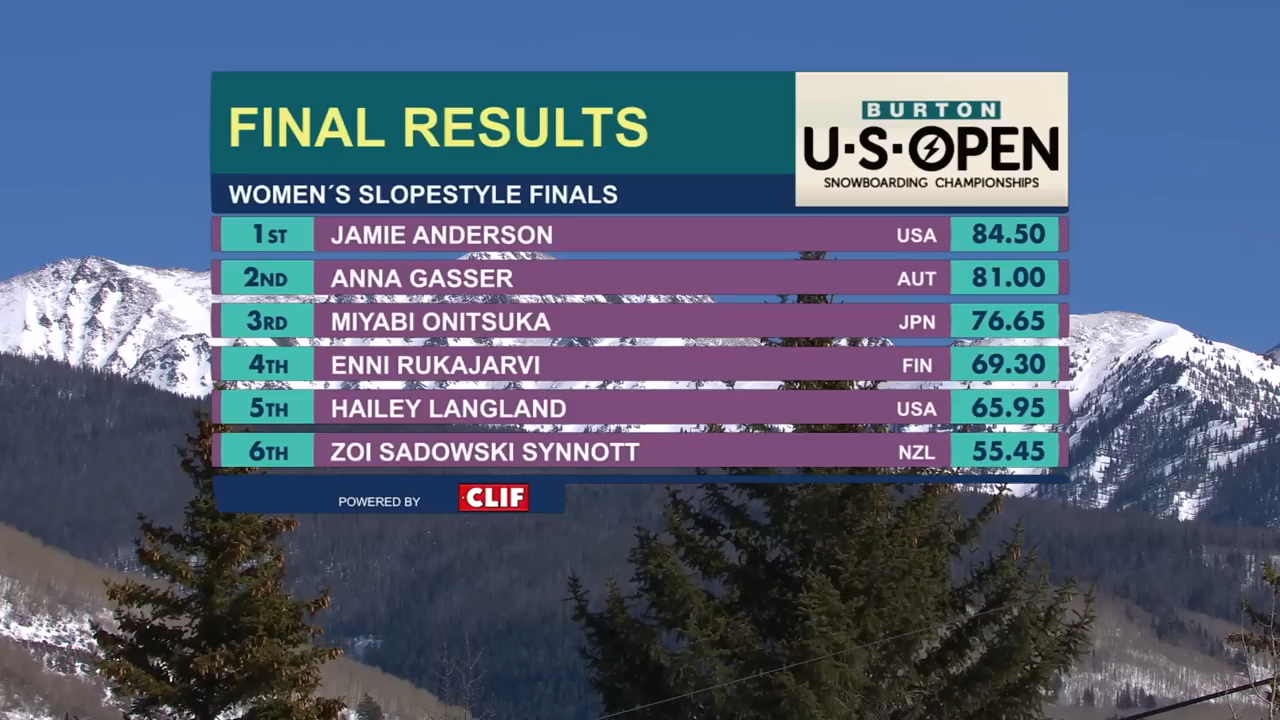 FINAL RESULTS
BURTON
U·S·OPEN
SNOWBOARDING CHAMPIONSHIPS
WOMEN´S SLOPESTYLE FINALS
1ST JAMIE ANDERSON USA 84.50
2ND ANNA GASSER AUT 81.00
3RD MIYABI ONITSUKA JPN 76.65
4TH ENNI RUKAJARVI FIN 69.30
5TH HAILEY LANGLAND USA 65.95
6TH ZOI SADOWSKI SYNNOTT NZL 55.45
POWERED BY CLIF